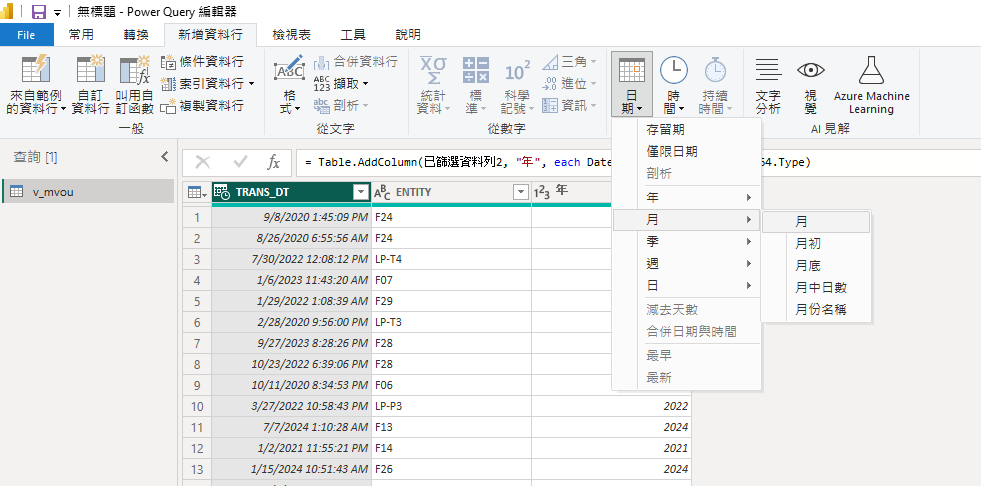 無標題 - Power Query 編輯器
File 常用 轉換 新增資料行 檢視表 工具 說明
來自範例的資料行
自訂資料行
叫用自訂函數
條件資料行
索引資料行
複製資料行
一般
格式
合併資料行
ABC 123 擷取
abc 剖析
從文字
XΣ 統計資料
標準
10² 科學記號
三角
.00 進位
資訊
從數字
日期
時間
持續時間
文字分析
視覺
Azure Machine Learning
AI 見解
查詢 [1]
v_mvou
fx = Table.AddColumn(已篩選資料列2, "年", each Date 64.Type)
TRANS_DT ABC ENTITY 123 年
1 9/8/2020 1:45:09 PM F24
2 8/26/2020 6:55:56 AM F24
3 7/30/2022 12:08:12 PM LP-T4
4 1/6/2023 11:43:20 AM F07
5 1/29/2022 1:08:39 AM F29
6 2/28/2020 9:56:00 PM LP-T3
7 9/27/2023 8:28:26 PM F28
8 10/23/2022 6:39:06 PM F28
9 10/11/2020 8:34:53 PM F06
10 3/27/2022 10:58:43 PM LP-P3 2022
11 7/7/2024 1:10:28 AM F13 2024
12 1/2/2021 11:55:21 PM F14 2021
13 1/15/2024 10:51:43 AM F26 2024
存留期
僅限日期
剖析
年
月
季
週
日
減去天數
合併日期與時間
最早
最新
月
月初
月底
月中日數
月份名稱